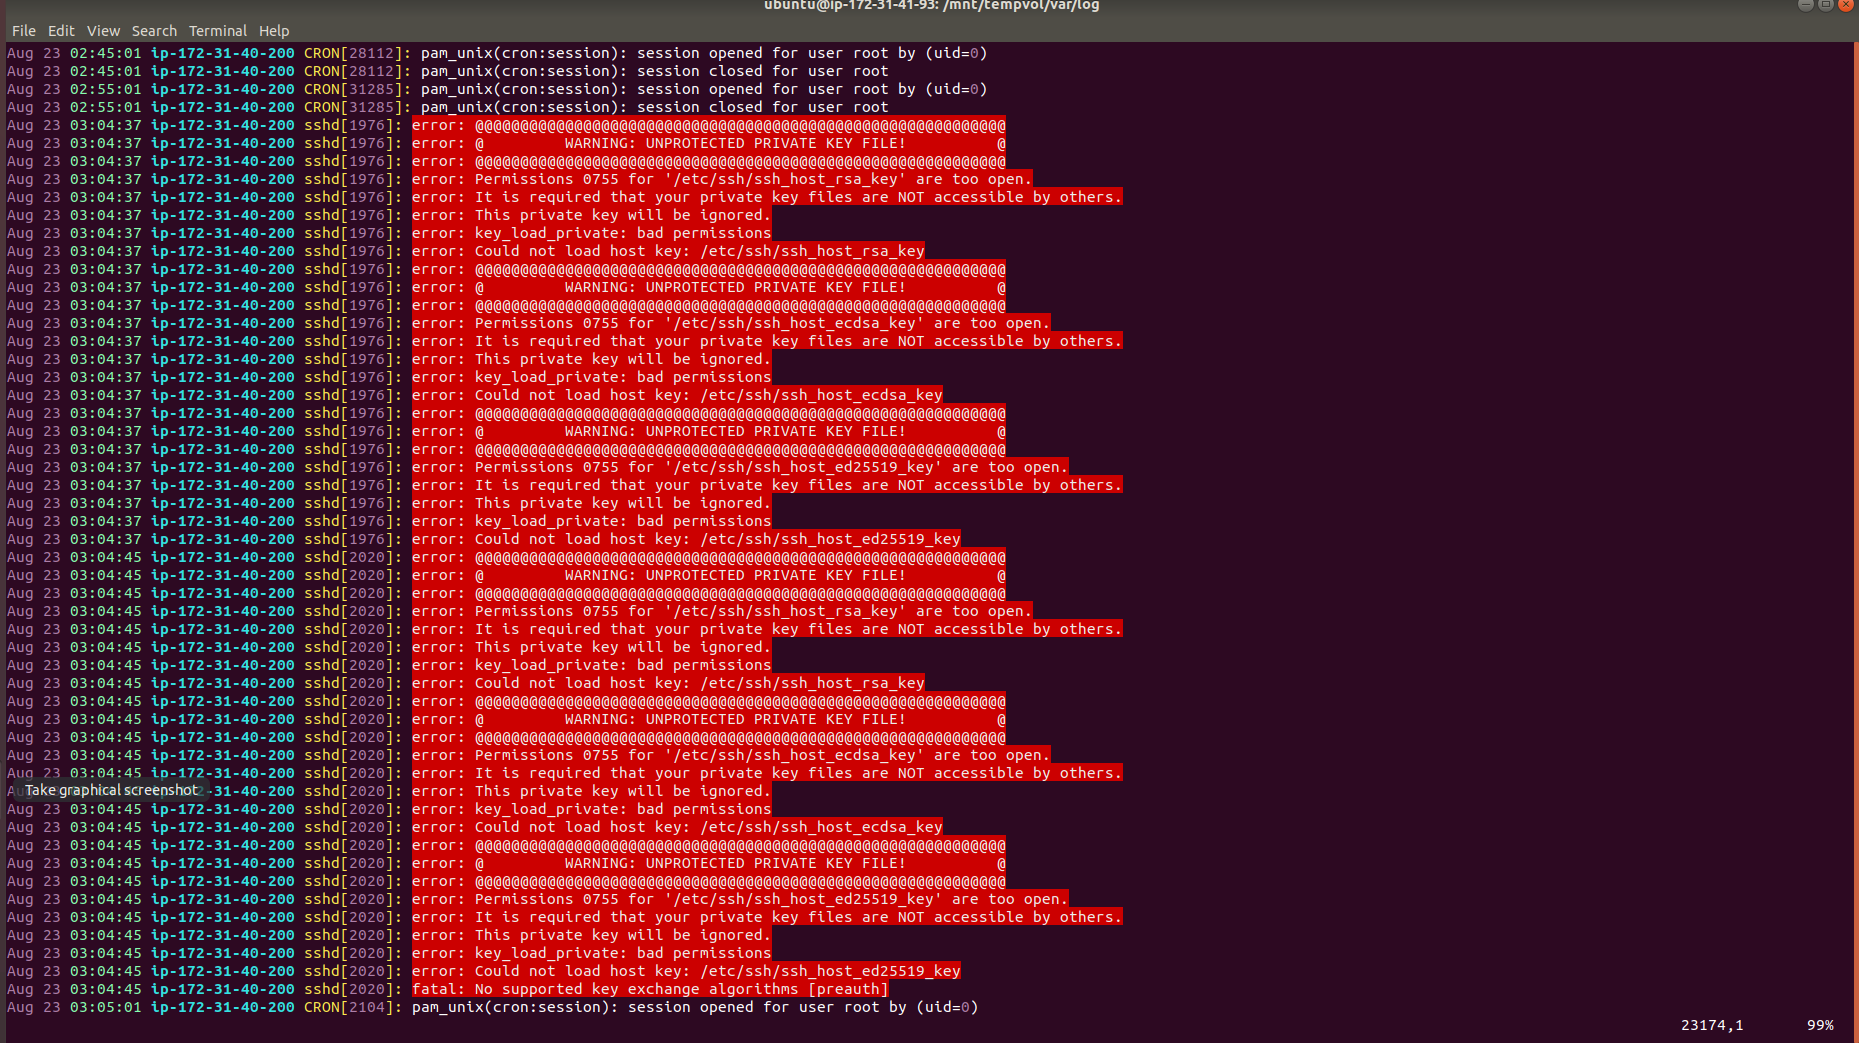 ubuntu@ip-172-31-41-93: /mnt/tempvol/var/log
File Edit View Search Terminal Help
Aug 23 02:45:01 ip-172-31-40-200 CRON[28112]: pam_unix(cron:session): session opened for user root by (uid=0)
Aug 23 02:45:01 ip-172-31-40-200 CRON[28112]: pam_unix(cron:session): session closed for user root
Aug 23 02:55:01 ip-172-31-40-200 CRON[31285]: pam_unix(cron:session): session opened for user root by (uid=0)
Aug 23 02:55:01 ip-172-31-40-200 CRON[31285]: pam_unix(cron:session): session closed for user root
Aug 23 03:04:37 ip-172-31-40-200 sshd[1976]: error: @@@@@@@@@@@@@@@@@@@@@@@@@@@@@@@@@@@@@@@@@@@@@@@@@@@@@@@@@@@
Aug 23 03:04:37 ip-172-31-40-200 sshd[1976]: error: @         WARNING: UNPROTECTED PRIVATE KEY FILE!          @
Aug 23 03:04:37 ip-172-31-40-200 sshd[1976]: error: @@@@@@@@@@@@@@@@@@@@@@@@@@@@@@@@@@@@@@@@@@@@@@@@@@@@@@@@@@@
Aug 23 03:04:37 ip-172-31-40-200 sshd[1976]: error: Permissions 0755 for '/etc/ssh/ssh_host_rsa_key' are too open.
Aug 23 03:04:37 ip-172-31-40-200 sshd[1976]: error: It is required that your private key files are NOT accessible by others.
Aug 23 03:04:37 ip-172-31-40-200 sshd[1976]: error: This private key will be ignored.
Aug 23 03:04:37 ip-172-31-40-200 sshd[1976]: error: key_load_private: bad permissions
Aug 23 03:04:37 ip-172-31-40-200 sshd[1976]: error: Could not load host key: /etc/ssh/ssh_host_rsa_key
Aug 23 03:04:37 ip-172-31-40-200 sshd[1976]: error: @@@@@@@@@@@@@@@@@@@@@@@@@@@@@@@@@@@@@@@@@@@@@@@@@@@@@@@@@@@
Aug 23 03:04:37 ip-172-31-40-200 sshd[1976]: error: @         WARNING: UNPROTECTED PRIVATE KEY FILE!          @
Aug 23 03:04:37 ip-172-31-40-200 sshd[1976]: error: @@@@@@@@@@@@@@@@@@@@@@@@@@@@@@@@@@@@@@@@@@@@@@@@@@@@@@@@@@@
Aug 23 03:04:37 ip-172-31-40-200 sshd[1976]: error: Permissions 0755 for '/etc/ssh/ssh_host_ecdsa_key' are too open.
Aug 23 03:04:37 ip-172-31-40-200 sshd[1976]: error: It is required that your private key files are NOT accessible by others.
Aug 23 03:04:37 ip-172-31-40-200 sshd[1976]: error: This private key will be ignored.
Aug 23 03:04:37 ip-172-31-40-200 sshd[1976]: error: key_load_private: bad permissions
Aug 23 03:04:37 ip-172-31-40-200 sshd[1976]: error: Could not load host key: /etc/ssh/ssh_host_ecdsa_key
Aug 23 03:04:37 ip-172-31-40-200 sshd[1976]: error: @@@@@@@@@@@@@@@@@@@@@@@@@@@@@@@@@@@@@@@@@@@@@@@@@@@@@@@@@@@
Aug 23 03:04:37 ip-172-31-40-200 sshd[1976]: error: @         WARNING: UNPROTECTED PRIVATE KEY FILE!          @
Aug 23 03:04:37 ip-172-31-40-200 sshd[1976]: error: @@@@@@@@@@@@@@@@@@@@@@@@@@@@@@@@@@@@@@@@@@@@@@@@@@@@@@@@@@@
Aug 23 03:04:37 ip-172-31-40-200 sshd[1976]: error: Permissions 0755 for '/etc/ssh/ssh_host_ed25519_key' are too open.
Aug 23 03:04:37 ip-172-31-40-200 sshd[1976]: error: It is required that your private key files are NOT accessible by others.
Aug 23 03:04:37 ip-172-31-40-200 sshd[1976]: error: This private key will be ignored.
Aug 23 03:04:37 ip-172-31-40-200 sshd[1976]: error: key_load_private: bad permissions
Aug 23 03:04:37 ip-172-31-40-200 sshd[1976]: error: Could not load host key: /etc/ssh/ssh_host_ed25519_key
Aug 23 03:04:45 ip-172-31-40-200 sshd[2020]: error: @@@@@@@@@@@@@@@@@@@@@@@@@@@@@@@@@@@@@@@@@@@@@@@@@@@@@@@@@@@
Aug 23 03:04:45 ip-172-31-40-200 sshd[2020]: error: @         WARNING: UNPROTECTED PRIVATE KEY FILE!          @
Aug 23 03:04:45 ip-172-31-40-200 sshd[2020]: error: @@@@@@@@@@@@@@@@@@@@@@@@@@@@@@@@@@@@@@@@@@@@@@@@@@@@@@@@@@@
Aug 23 03:04:45 ip-172-31-40-200 sshd[2020]: error: Permissions 0755 for '/etc/ssh/ssh_host_rsa_key' are too open.
Aug 23 03:04:45 ip-172-31-40-200 sshd[2020]: error: It is required that your private key files are NOT accessible by others.
Aug 23 03:04:45 ip-172-31-40-200 sshd[2020]: error: This private key will be ignored.
Aug 23 03:04:45 ip-172-31-40-200 sshd[2020]: error: key_load_private: bad permissions
Aug 23 03:04:45 ip-172-31-40-200 sshd[2020]: error: Could not load host key: /etc/ssh/ssh_host_rsa_key
Aug 23 03:04:45 ip-172-31-40-200 sshd[2020]: error: @@@@@@@@@@@@@@@@@@@@@@@@@@@@@@@@@@@@@@@@@@@@@@@@@@@@@@@@@@@
Aug 23 03:04:45 ip-172-31-40-200 sshd[2020]: error: @         WARNING: UNPROTECTED PRIVATE KEY FILE!          @
Aug 23 03:04:45 ip-172-31-40-200 sshd[2020]: error: @@@@@@@@@@@@@@@@@@@@@@@@@@@@@@@@@@@@@@@@@@@@@@@@@@@@@@@@@@@
Aug 23 03:04:45 ip-172-31-40-200 sshd[2020]: error: Permissions 0755 for '/etc/ssh/ssh_host_ecdsa_key' are too open.
Aug 23 03:04:45 ip-172-31-40-200 sshd[2020]: error: It is required that your private key files are NOT accessible by others.
Take graphical screenshot -31-40-200 sshd[2020]: error: This private key will be ignored.
Aug 23 03:04:45 ip-172-31-40-200 sshd[2020]: error: key_load_private: bad permissions
Aug 23 03:04:45 ip-172-31-40-200 sshd[2020]: error: Could not load host key: /etc/ssh/ssh_host_ecdsa_key
Aug 23 03:04:45 ip-172-31-40-200 sshd[2020]: error: @@@@@@@@@@@@@@@@@@@@@@@@@@@@@@@@@@@@@@@@@@@@@@@@@@@@@@@@@@@
Aug 23 03:04:45 ip-172-31-40-200 sshd[2020]: error: @         WARNING: UNPROTECTED PRIVATE KEY FILE!          @
Aug 23 03:04:45 ip-172-31-40-200 sshd[2020]: error: @@@@@@@@@@@@@@@@@@@@@@@@@@@@@@@@@@@@@@@@@@@@@@@@@@@@@@@@@@@
Aug 23 03:04:45 ip-172-31-40-200 sshd[2020]: error: Permissions 0755 for '/etc/ssh/ssh_host_ed25519_key' are too open.
Aug 23 03:04:45 ip-172-31-40-200 sshd[2020]: error: It is required that your private key files are NOT accessible by others.
Aug 23 03:04:45 ip-172-31-40-200 sshd[2020]: error: This private key will be ignored.
Aug 23 03:04:45 ip-172-31-40-200 sshd[2020]: error: key_load_private: bad permissions
Aug 23 03:04:45 ip-172-31-40-200 sshd[2020]: error: Could not load host key: /etc/ssh/ssh_host_ed25519_key
Aug 23 03:04:45 ip-172-31-40-200 sshd[2020]: fatal: No supported key exchange algorithms [preauth]
Aug 23 03:05:01 ip-172-31-40-200 CRON[2104]: pam_unix(cron:session): session opened for user root by (uid=0)
23174,1 99%